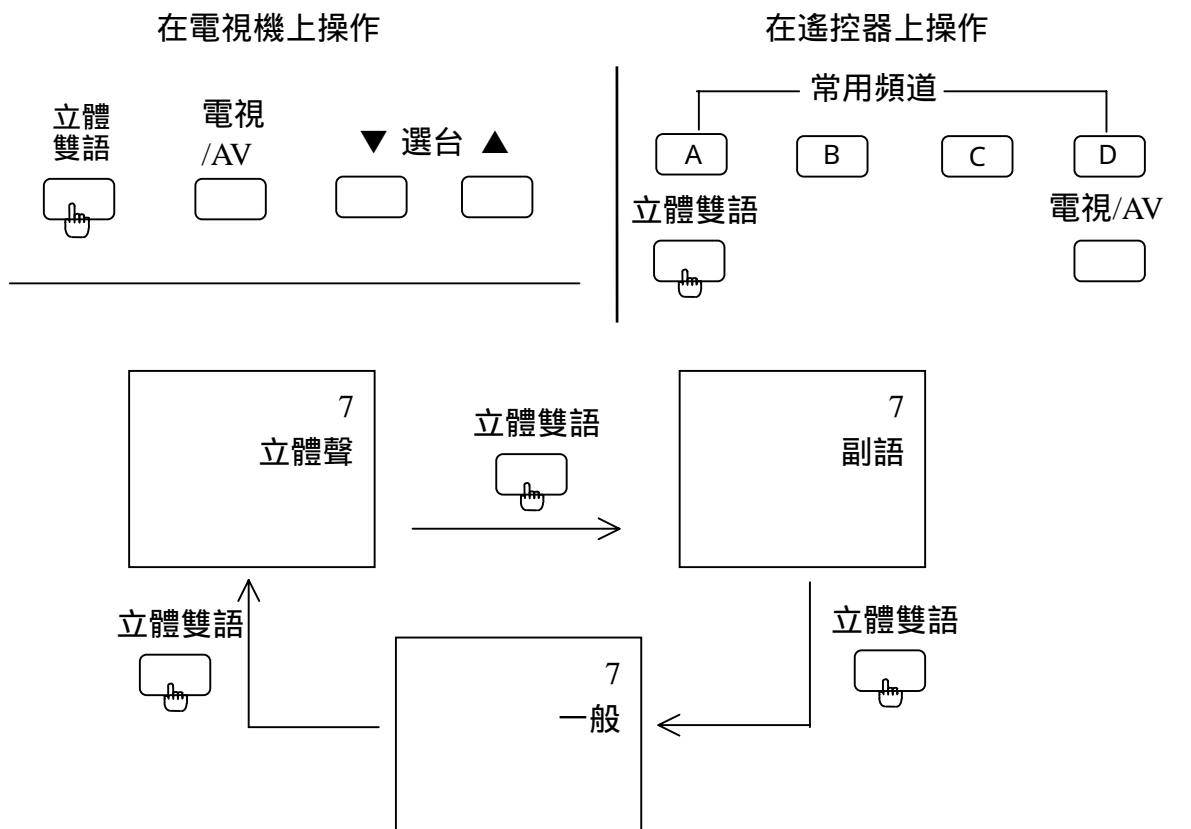 在電視機上操作
在遙控器上操作
立體
雙語
電視
/AV
▼ 選台 ▲
常用頻道
A
B
C
D
立體雙語
電視/AV
7
立體聲
立體雙語
7
副語
立體雙語
立體雙語
7
一般